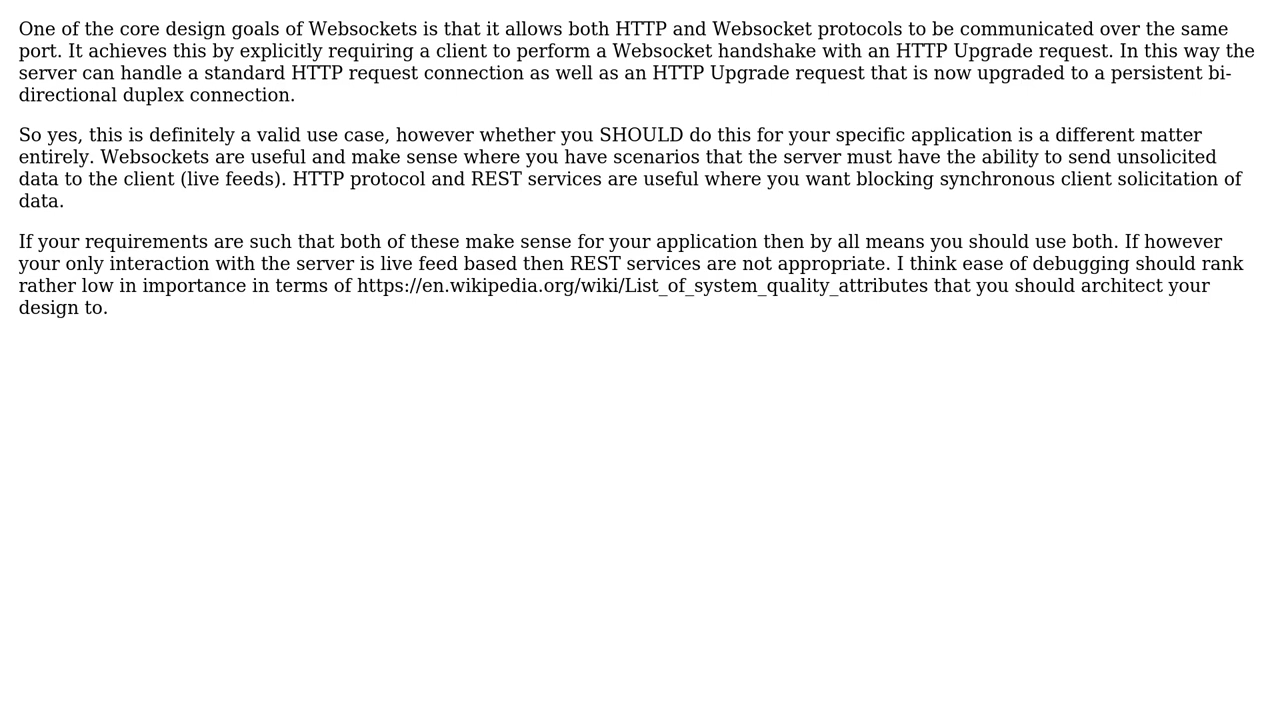 One of the core design goals of Websockets is that it allows both HTTP and Websocket protocols to be communicated over the same
port. It achieves this by explicitly requiring a client to perform a Websocket handshake with an HTTP Upgrade request. In this way the
server can handle a standard HTTP request connection as well as an HTTP Upgrade request that is now upgraded to a persistent bi-
directional duplex connection.
So yes, this is definitely a valid use case, however whether you SHOULD do this for your specific application is a different matter
entirely. Websockets are useful and make sense where you have scenarios that the server must have the ability to send unsolicited
data to the client (live feeds). HTTP protocol and REST services are useful where you want blocking synchronous client solicitation of
data.
If your requirements are such that both of these make sense for your application then by all means you should use both. If however
your only interaction with the server is live feed based then REST services are not appropriate. I think ease of debugging should rank
rather low in importance in terms of https://en.wikipedia.org/wiki/List_of_system_quality_attributes that you should architect your
design to.